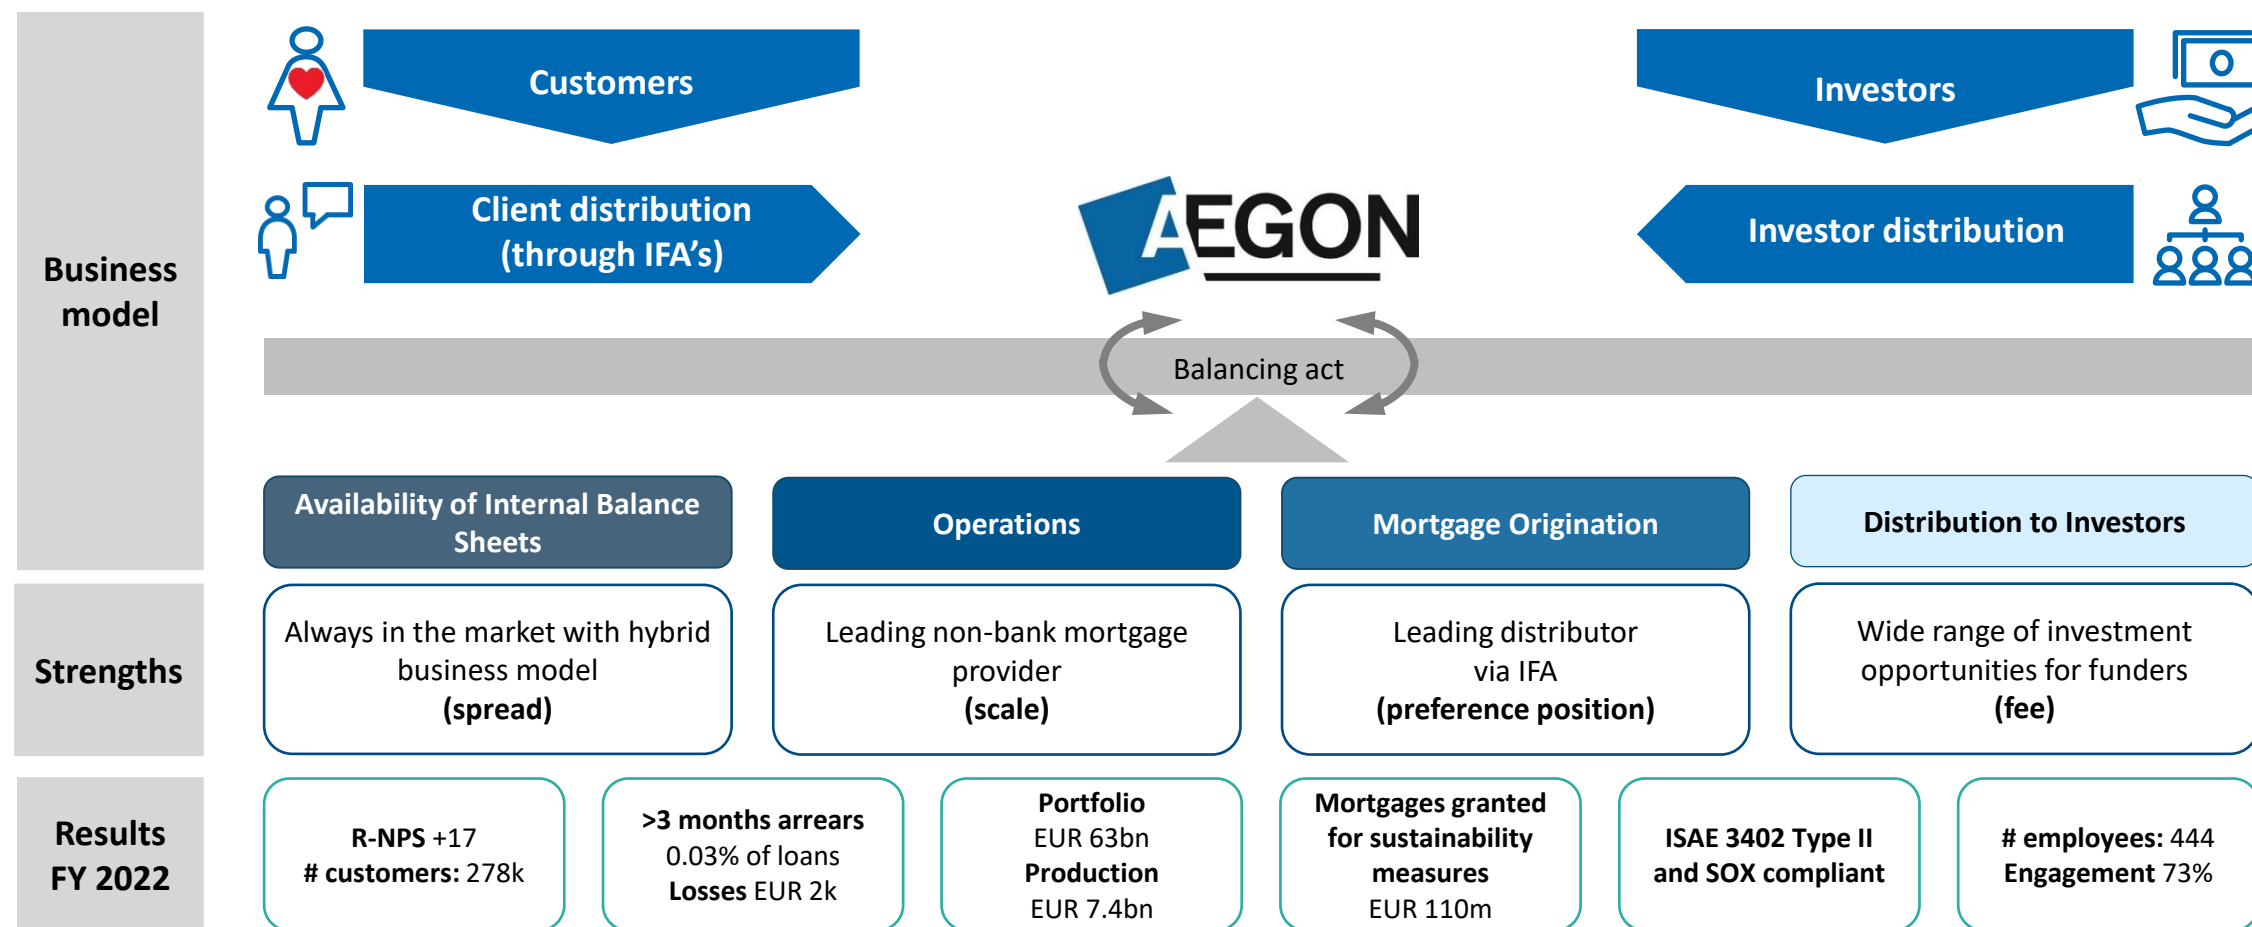 Business
model
Customers
Investors
Client distribution
(through IFA's)
AEGON
Investor distribution
Balancing act
Availability of Internal Balance
Sheets
Operations
Mortgage Origination
Distribution to Investors
Strengths
Always in the market with hybrid
business model
(spread)
Leading non-bank mortgage
provider
(scale)
Leading distributor
via IFA
(preference position)
Wide range of investment
opportunities for funders
(fee)
Results
FY 2022
R-NPS +17
# customers: 278k
>3 months arrears
0.03% of loans
Losses EUR 2k
Portfolio
EUR 63bn
Production
EUR 7.4bn
Mortgages granted
for sustainability
measures
EUR 110m
ISAE 3402 Type II
and SOX compliant
# employees: 444
Engagement 73%